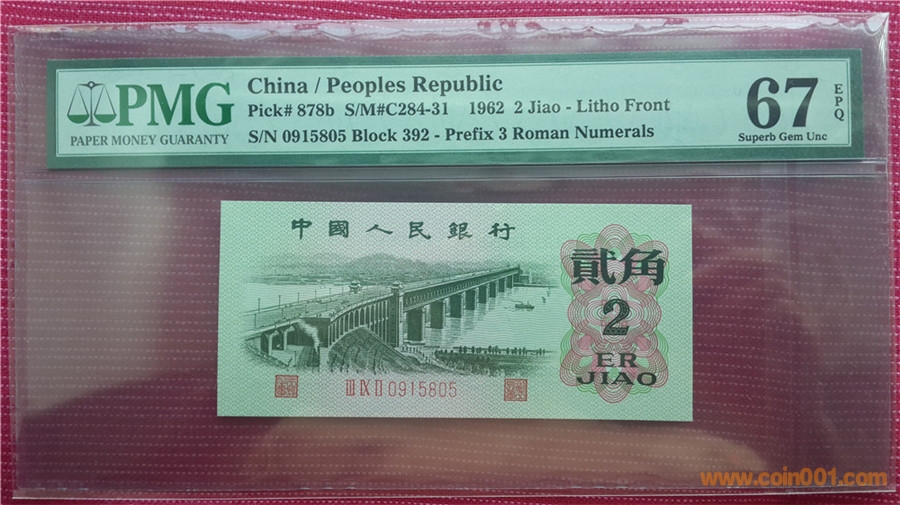 PMG
PAPER MONEY GUARANTY
China / Peoples Republic
Pick# 878b S/M#C284-31 1962 2 Jiao - Litho Front
S/N 0915805 Block 392 - Prefix 3 Roman Numerals
67
EPQ
Superb Gem Unc
中國人民銀行
貳角
2
ER
JIAO
III IX II 0915805
www.coin001.com